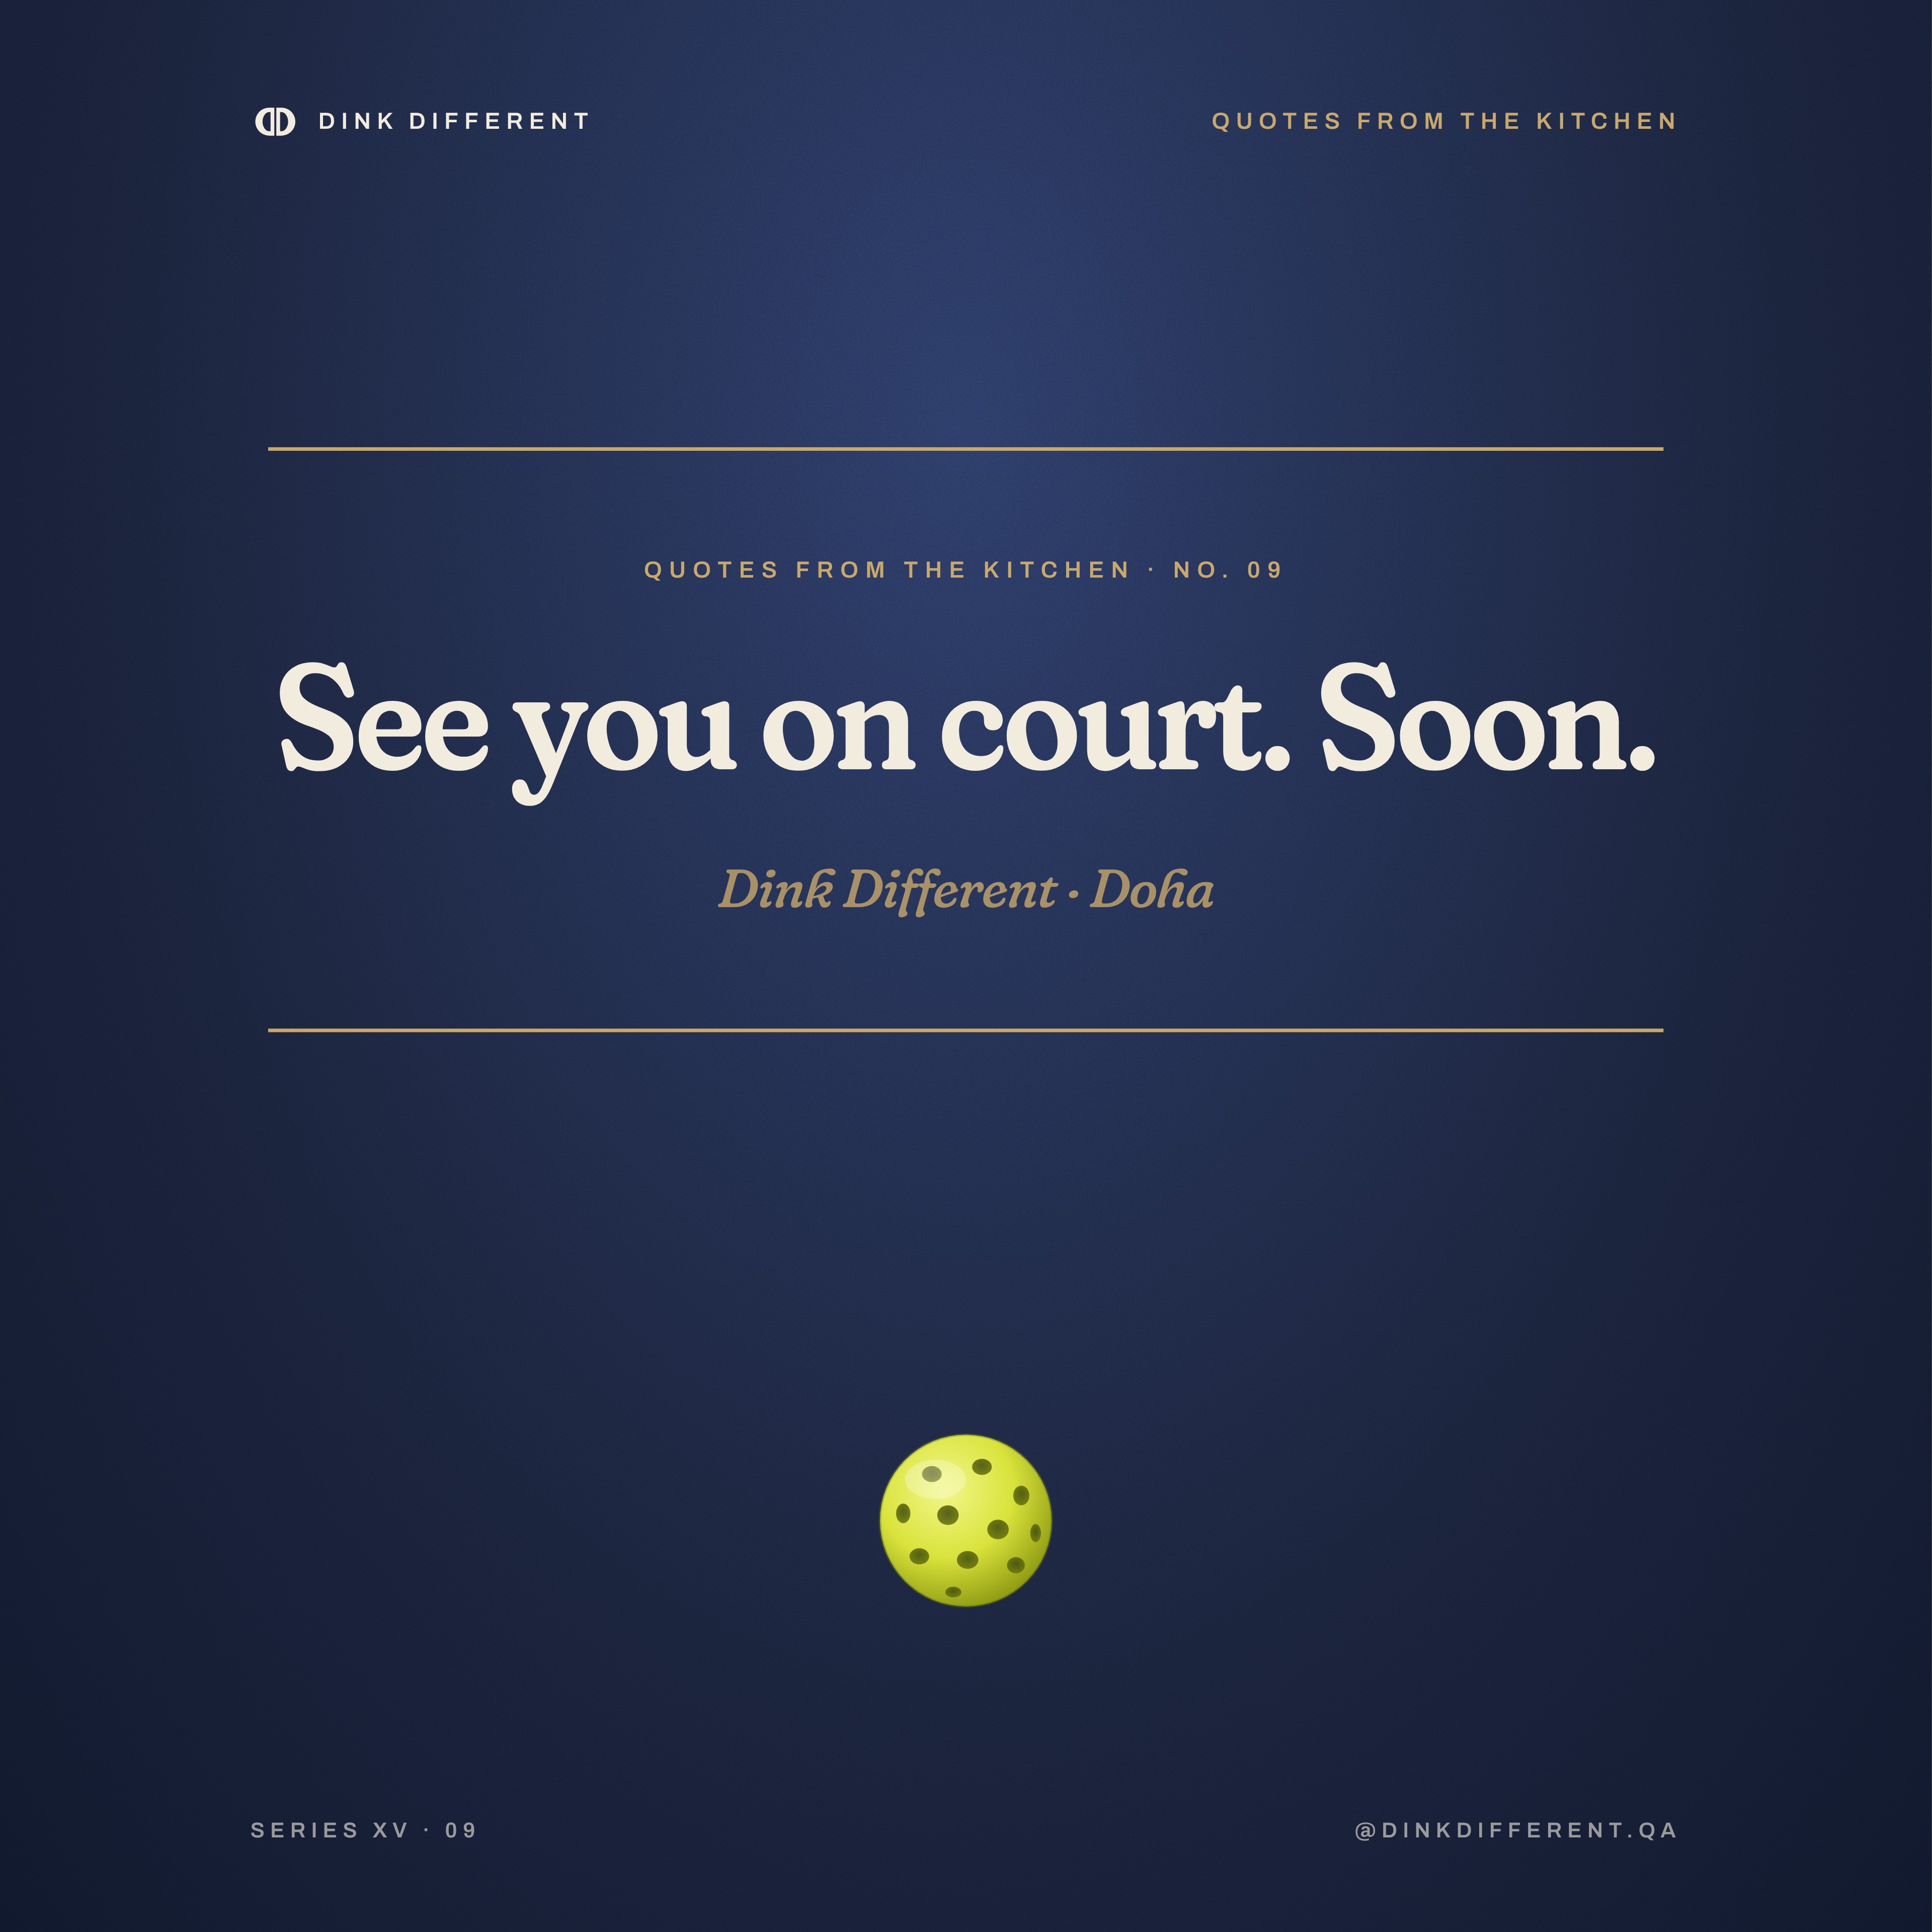 DINK DIFFERENT
QUOTES FROM THE KITCHEN
QUOTES FROM THE KITCHEN · NO. 09
See you on court. Soon.
Dink Different · Doha
SERIES XV · 09
@DINKDIFFERENT.QA